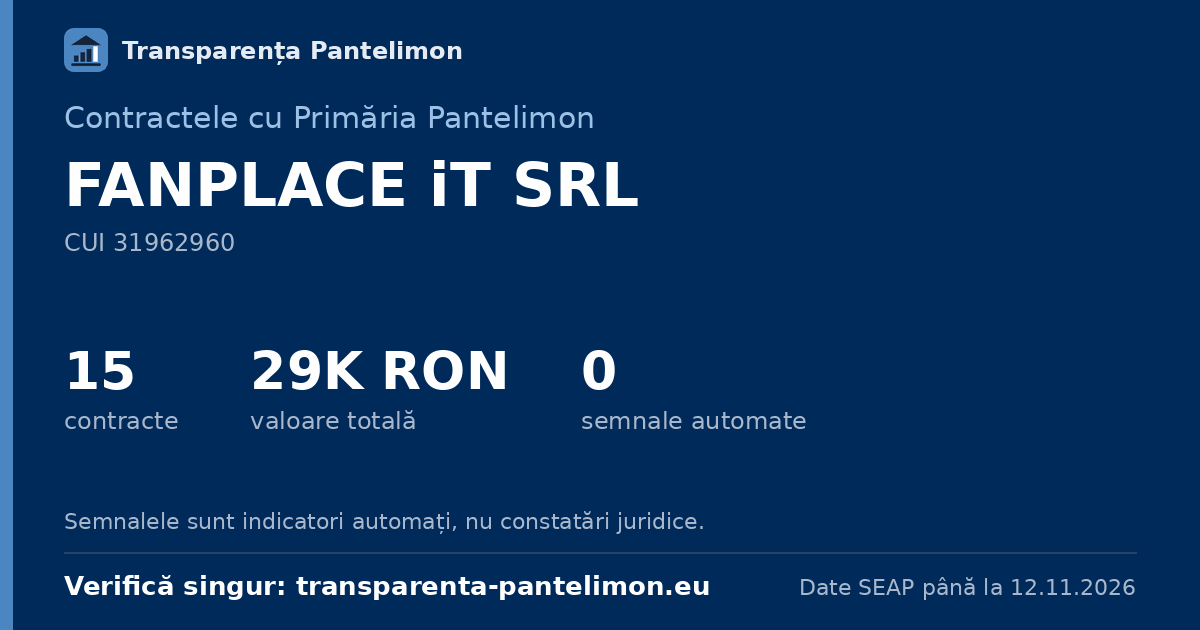 Transparența Pantelimon
Contractele cu Primăria Pantelimon
FANPLACE iT SRL
CUI 31962960
15 29K RON 0
contracte valoare totală semnale automate
Semnalele sunt indicatori automați, nu constatări juridice.
Verifică singur: transparenta-pantelimon.eu Date SEAP până la 12.11.2026